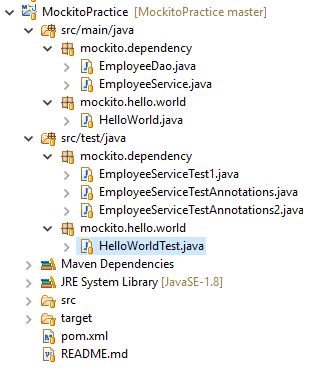 MockitoPractice [MockitoPractice master]
src/main/java
mockito.dependency
EmployeeDao.java
EmployeeService.java
mockito.hello.world
HelloWorld.java
src/test/java
mockito.dependency
EmployeeServiceTest1.java
EmployeeServiceTestAnnotations.java
EmployeeServiceTestAnnotations2.java
mockito.hello.world
HelloWorldTest.java
Maven Dependencies
JRE System Library [JavaSE-1.8]
src
target
pom.xml
README.md